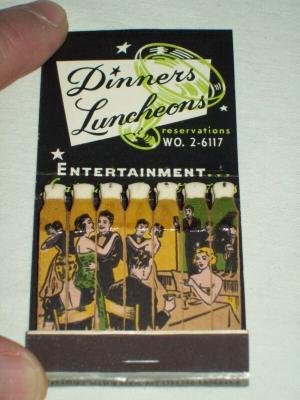 Dinners
Luncheons
reservations
WO. 2-6117
ENTERTAINMENT...